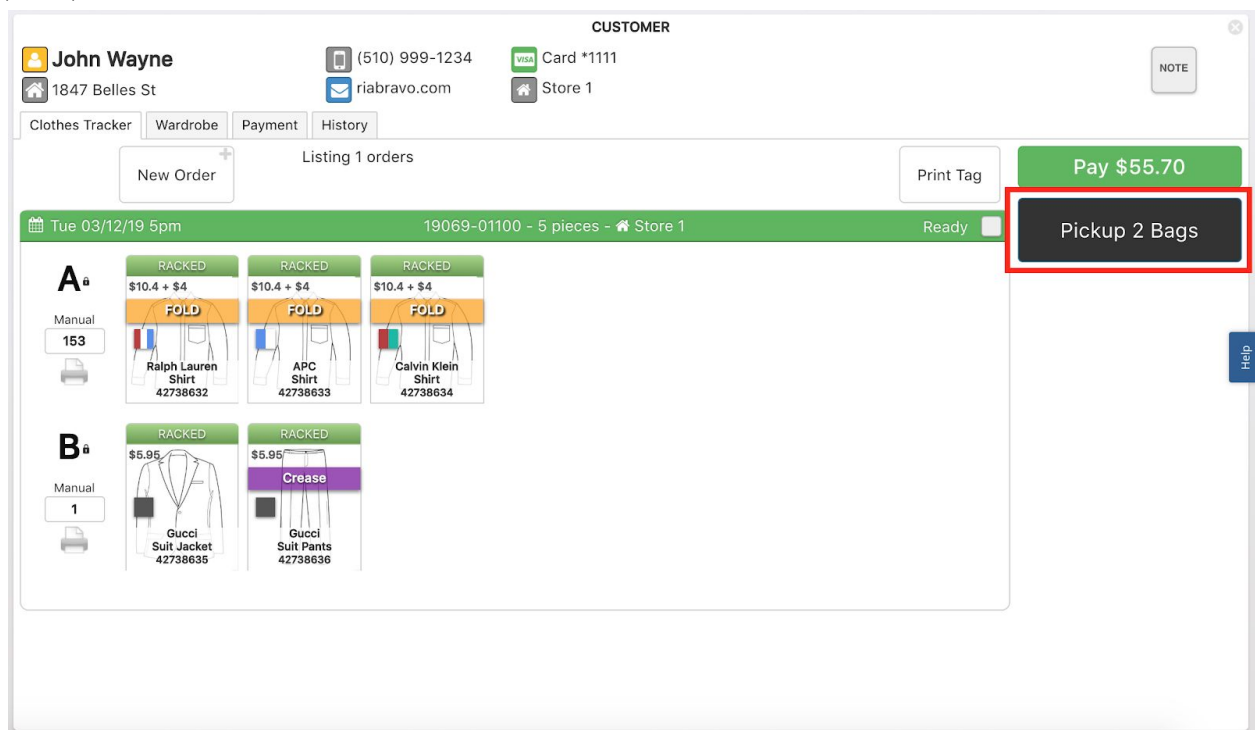 CUSTOMER
John Wayne
(510) 999-1234
VISA Card *1111
NOTE
1847 Belles St
riabravo.com
Store 1
Clothes Tracker
Wardrobe
Payment
History
New Order
Listing 1 orders
Print Tag
Pay $55.70
Pickup 2 Bags
Tue 03/12/19 5pm
19069-01100 - 5 pieces - Store 1
Ready
A
Manual
153
RACKED
$10.4 + $4
FOLD
Ralph Lauren
Shirt
42738632
RACKED
$10.4 + $4
FOLD
APC
Shirt
42738633
RACKED
$10.4 + $4
FOLD
Calvin Klein
Shirt
42738634
B
Manual
1
RACKED
$5.95
Gucci
Suit Jacket
42738635
RACKED
$5.95
Crease
Gucci
Suit Pants
42738636
Help